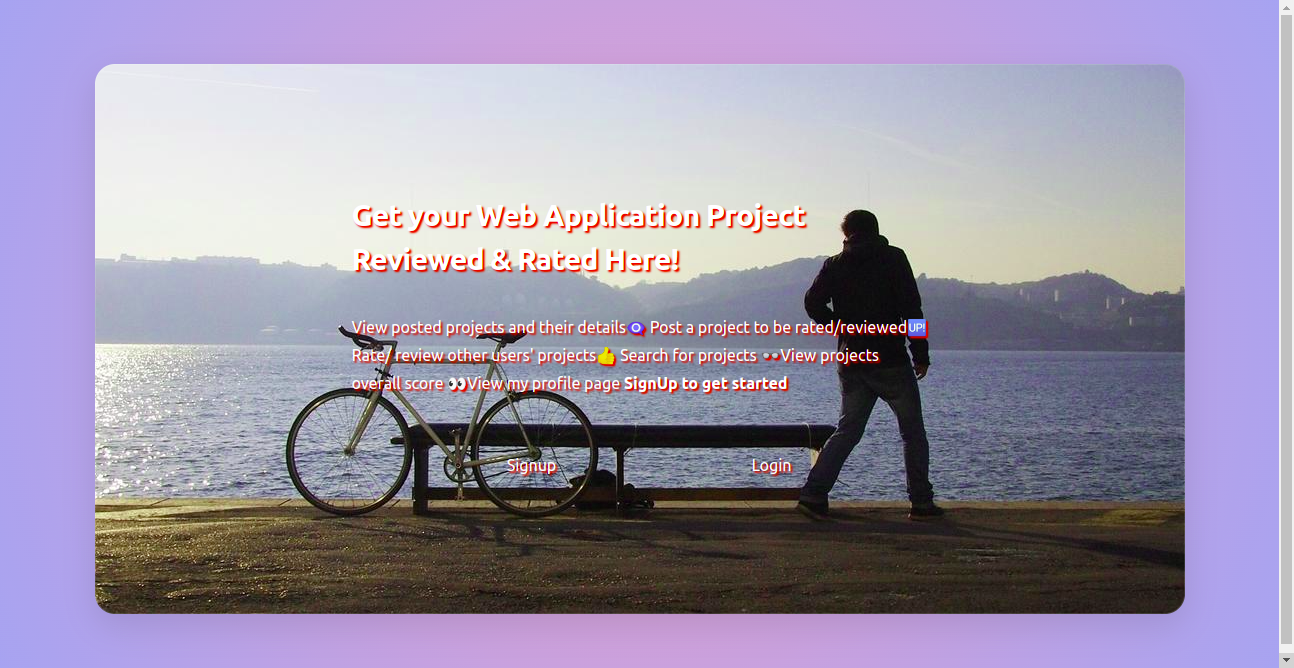 Get your Web Application Project
Reviewed & Rated Here!
View posted projects and their details👁️‍🗨️ Post a project to be rated/reviewed🆙
Rate/ review other users' projects👍 Search for projects 👓View projects
overall score 👀View my profile page SignUp to get started
Signup Login